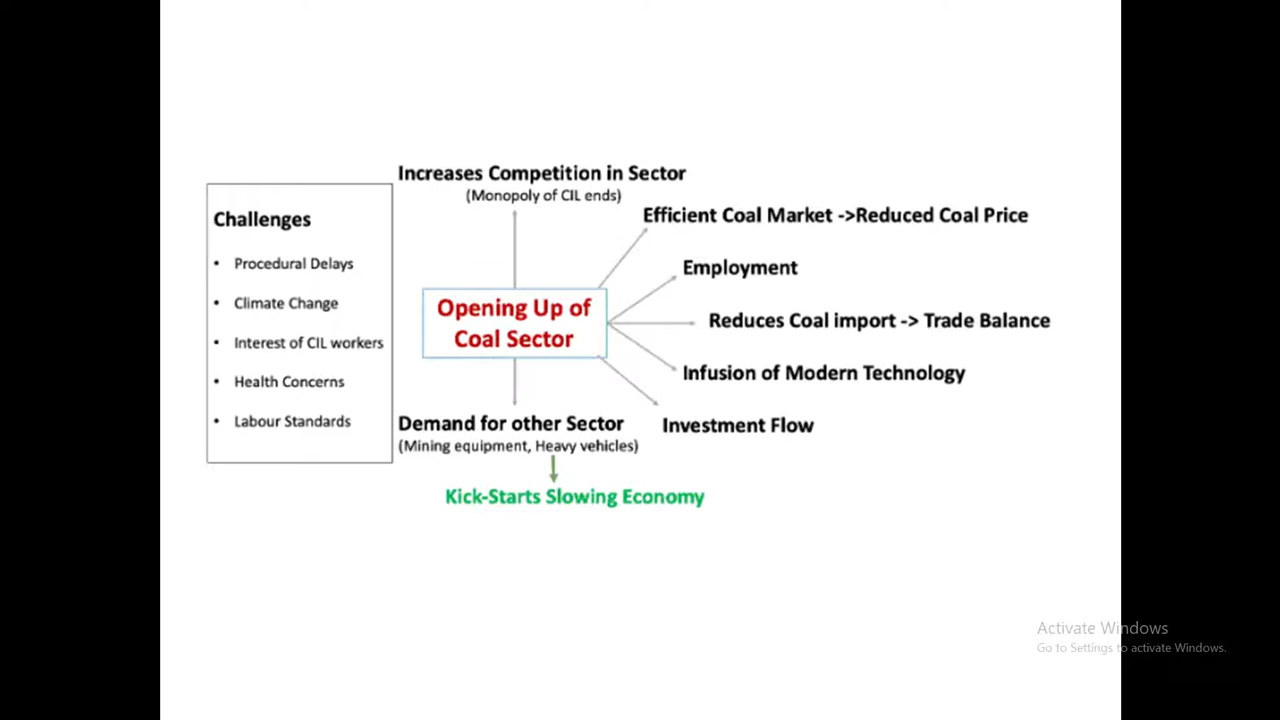 Increases Competition in Sector
(Monopoly of CIL ends)
Challenges
• Procedural Delays
• Climate Change
• Interest of CIL workers
• Health Concerns
• Labour Standards
Efficient Coal Market ->Reduced Coal Price
Employment
Opening Up of
Coal Sector
Reduces Coal import -> Trade Balance
Infusion of Modern Technology
Investment Flow
Demand for other Sector
(Mining equipment, Heavy vehicles)
Kick-Starts Slowing Economy
Activate Windows
Go to Settings to activate Windows.